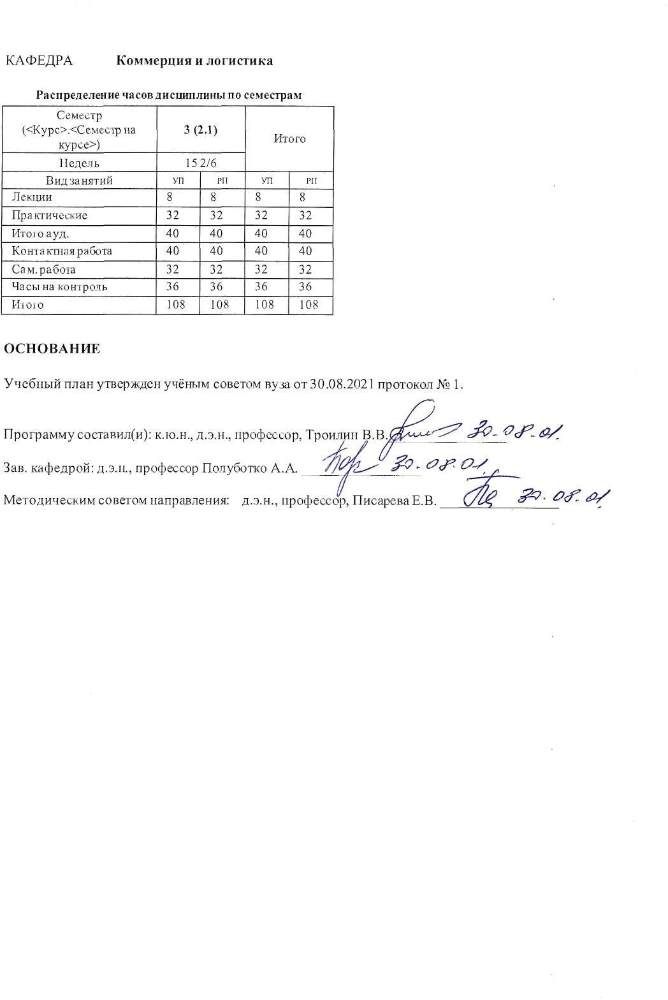 КАФЕДРА Коммерция и логистика
Распределение часов дисциплины по семестрам
Семестр
(<Курс>.<Семестр на
курсе>)
3 (2.1)
Итого
Недель 15 2/6
Вид занятий УП РП УП РП
Лекции 8 8 8 8
Практические 32 32 32 32
Итого ауд. 40 40 40 40
Контактная работа 40 40 40 40
Сам. работа 32 32 32 32
Часы на контроль 36 36 36 36
Итого 108 108 108 108
ОСНОВАНИЕ
Учебный план утвержден учёным советом вуза от 30.08.2021 протокол № 1.
Программу составил(и): к.ю.н., д.э.н., профессор, Троилин В.В. 30.08.01.
Зав. кафедрой: д.э.н., профессор Полуботко А.А. 30.08.01.
Методическим советом направления: д.э.н., профессор, Писарева Е.В. 30.08.01.